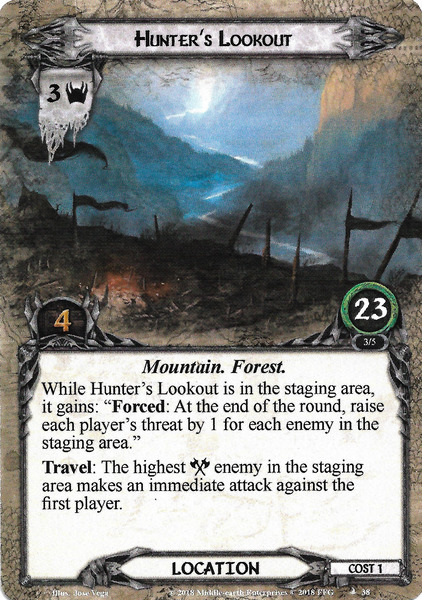 Hunter's Lookout
3
4
23
3/5
Mountain. Forest.
While Hunter's Lookout is in the staging area,
it gains: “Forced: At the end of the round, raise
each player's threat by 1 for each enemy in the
staging area.”
Travel: The highest enemy in the staging
area makes an immediate attack against the
first player.
LOCATION
COST 1
Illus. Jose Vega
© 2018 Middle-earth Enterprises © 2018 FFG
38